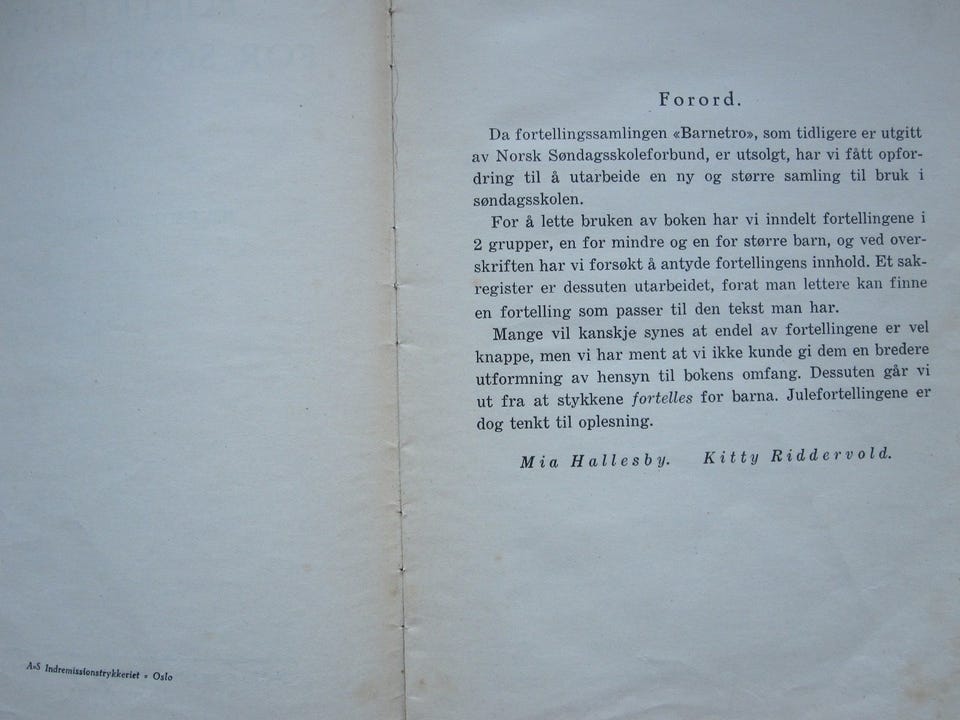 A»S Indremissionstrykkeriet • Oslo
Forord.
Da fortellingssamlingen «Barnetro», som tidligere er utgitt
av Norsk Søndagsskoleforbund, er utsolgt, har vi fått opfor-
dring til å utarbeide en ny og større samling til bruk i
søndagsskolen.
For å lette bruken av boken har vi inndelt fortellingene i
2 grupper, en for mindre og en for større barn, og ved over-
skriften har vi forsøkt å antyde fortellingens innhold. Et sak-
register er dessuten utarbeidet, forat man lettere kan finne
en fortelling som passer til den tekst man har.
Mange vil kanskje synes at endel av fortellingene er vel
knappe, men vi har ment at vi ikke kunde gi dem en bredere
utformning av hensyn til bokens omfang. Dessuten går vi
ut fra at stykkene fortelles for barna. Julefortellingene er
dog tenkt til oplesning.
Mia Hallesby. Kitty Riddervold.